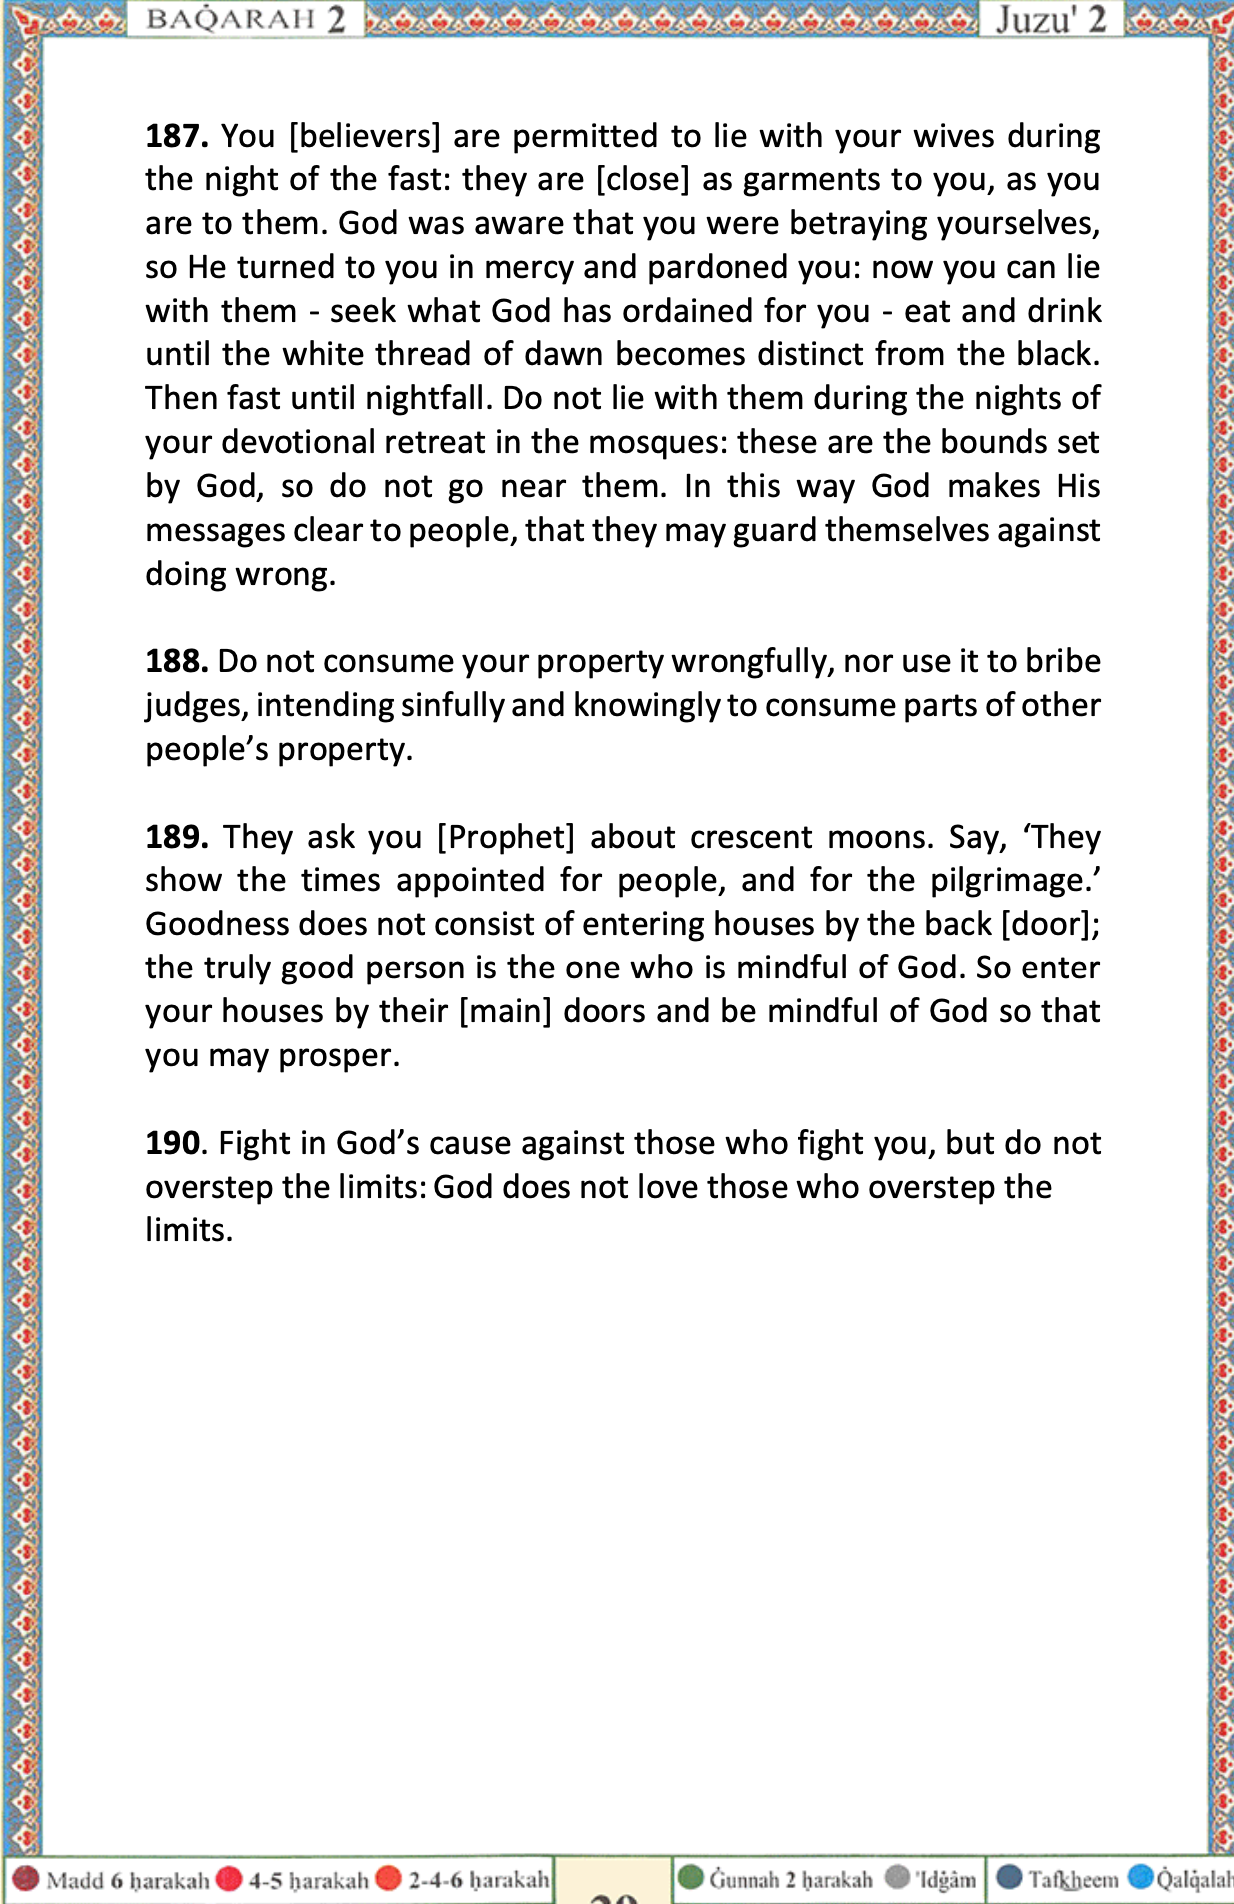 BAQ̇ARAH 2
Juzu' 2
187. You [believers] are permitted to lie with your wives during
the night of the fast: they are [close] as garments to you, as you
are to them. God was aware that you were betraying yourselves,
so He turned to you in mercy and pardoned you: now you can lie
with them - seek what God has ordained for you - eat and drink
until the white thread of dawn becomes distinct from the black.
Then fast until nightfall. Do not lie with them during the nights of
your devotional retreat in the mosques: these are the bounds set
by God, so do not go near them. In this way God makes His
messages clear to people, that they may guard themselves against
doing wrong.
188. Do not consume your property wrongfully, nor use it to bribe
judges, intending sinfully and knowingly to consume parts of other
people’s property.
189. They ask you [Prophet] about crescent moons. Say, ‘They
show the times appointed for people, and for the pilgrimage.’
Goodness does not consist of entering houses by the back [door];
the truly good person is the one who is mindful of God. So enter
your houses by their [main] doors and be mindful of God so that
you may prosper.
190. Fight in God’s cause against those who fight you, but do not
overstep the limits: God does not love those who overstep the
limits.
Madd 6 ḥarakah 4-5 ḥarakah 2-4-6 ḥarakah
Ġunnah 2 ḥarakah 'Idġâm
Tafkheem Q̇alq̇alah